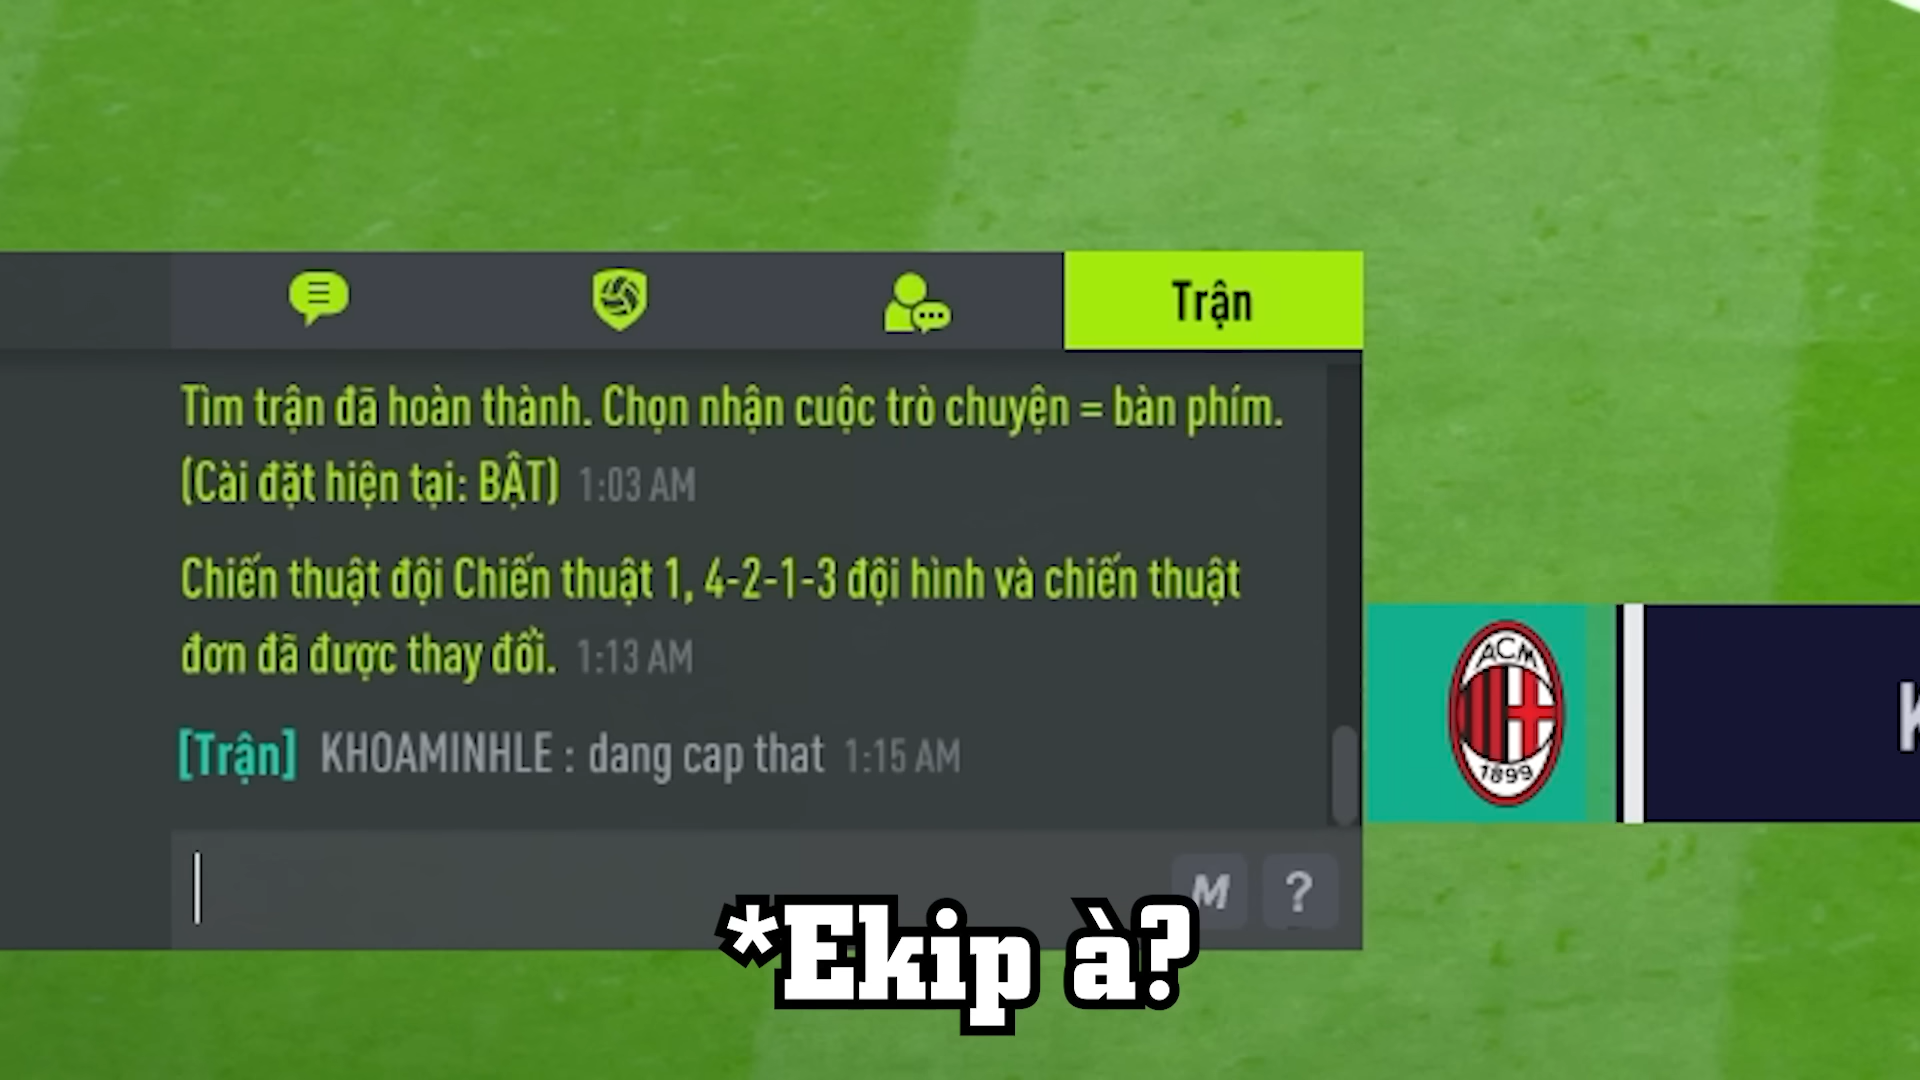 Trận
Tìm trận đã hoàn thành. Chọn nhận cuộc trò chuyện = bàn phím.
(Cài đặt hiện tại: BẬT) 1:03 AM
Chiến thuật đội Chiến thuật 1, 4-2-1-3 đội hình và chiến thuật
đơn đã được thay đổi. 1:13 AM
[Trận] KHOAMINHLE : dang cap that 1:15 AM
ACM
1899
K
M ?
*Ekip à?